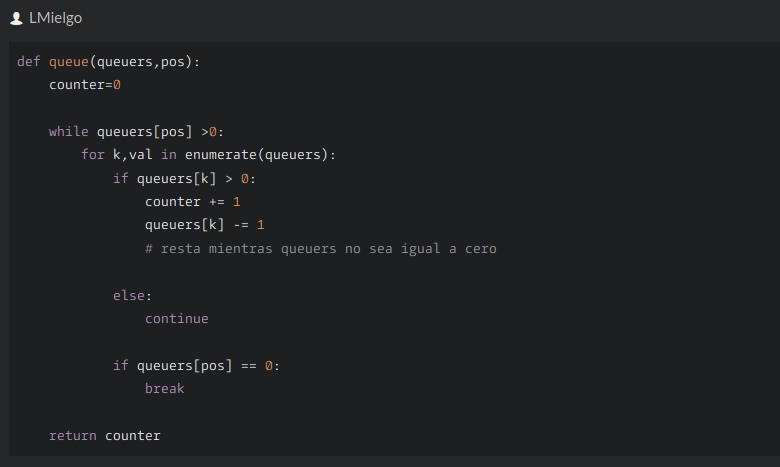 LMielgo
def queue(queuers,pos):
    counter=0
    while queuers[pos] >0:
        for k,val in enumerate(queuers):
            if queuers[k] > 0:
                counter += 1
                queuers[k] -= 1
                # resta mientras queuers no sea igual a cero
            else:
                continue
            if queuers[pos] == 0:
                break
    return counter